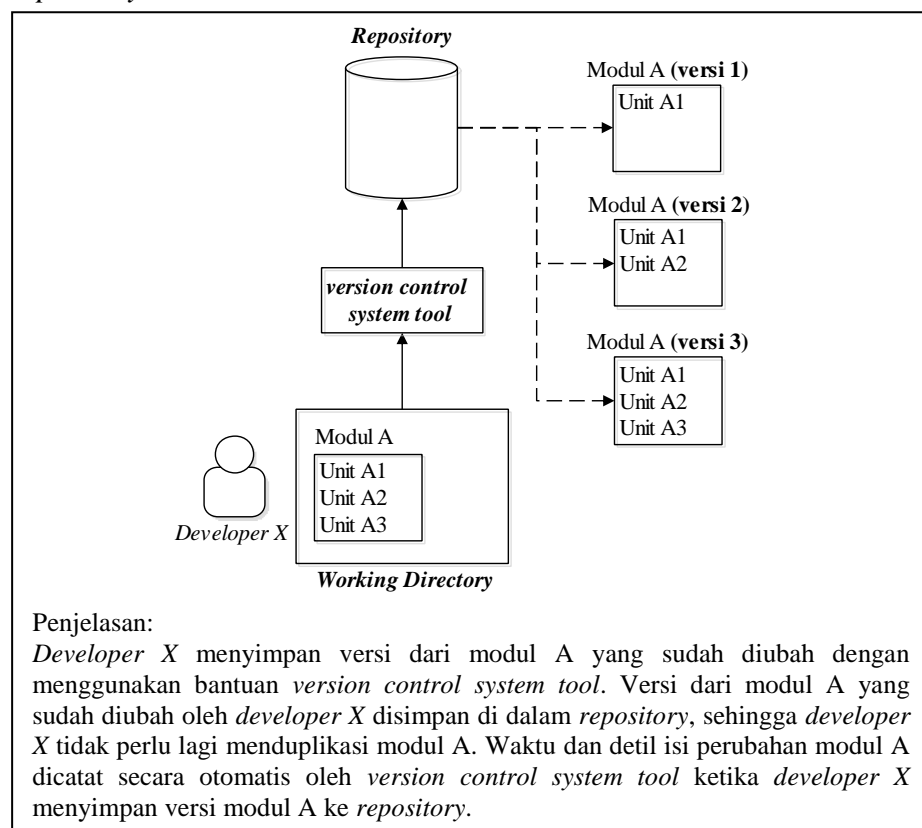 Repository
Modul A (versi 1)
Unit A1
Modul A (versi 2)
Unit A1
Unit A2
version control
system tool
Modul A (versi 3)
Unit A1
Unit A2
Unit A3
Modul A
Unit A1
Unit A2
Unit A3
Developer X
Working Directory
Penjelasan:
Developer X menyimpan versi dari modul A yang sudah diubah dengan
menggunakan bantuan version control system tool. Versi dari modul A yang
sudah diubah oleh developer X disimpan di dalam repository, sehingga developer
X tidak perlu lagi menduplikasi modul A. Waktu dan detil isi perubahan modul A
dicatat secara otomatis oleh version control system tool ketika developer X
menyimpan versi modul A ke repository.